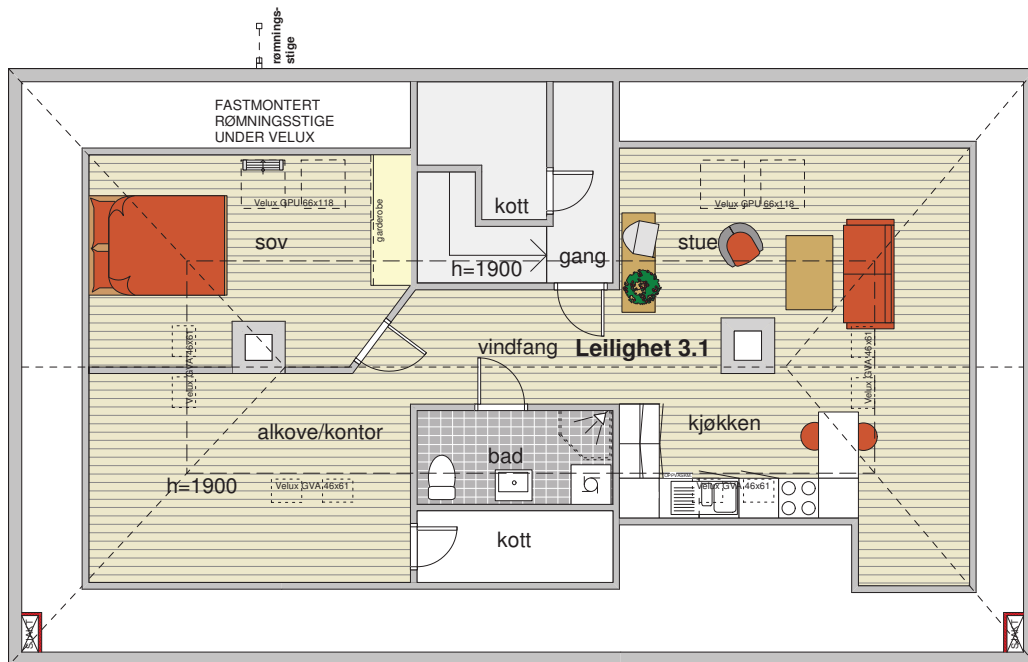 rømnings-
stige
FASTMONTERT
RØMNINGSSTIGE
UNDER VELUX
Velux GPU 66x118
garderobe
sov
kott
h=1900
gang
stue
Velux GPU 66x118
vindfang
Leilighet 3.1
Velux GVA 46x61
Velux GVA 46x61
alkove/kontor
bad
kjøkken
h=1900
Velux GVA 46x61
Velux GVA 46x61
kott
SJAKT
SJAKT